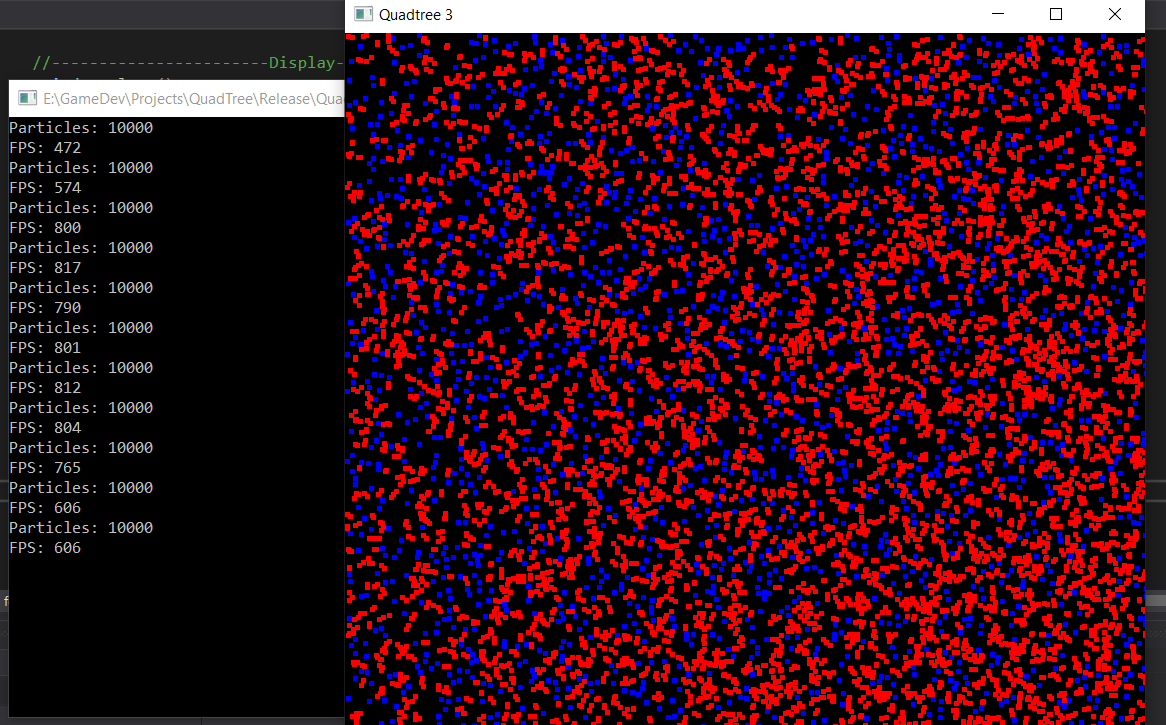 Quadtree 3
//-----------------------Display-
E:\GameDev\Projects\QuadTree\Release\Qua
Particles: 10000
FPS: 472
Particles: 10000
FPS: 574
Particles: 10000
FPS: 800
Particles: 10000
FPS: 817
Particles: 10000
FPS: 790
Particles: 10000
FPS: 801
Particles: 10000
FPS: 812
Particles: 10000
FPS: 804
Particles: 10000
FPS: 765
Particles: 10000
FPS: 606
Particles: 10000
FPS: 606
f